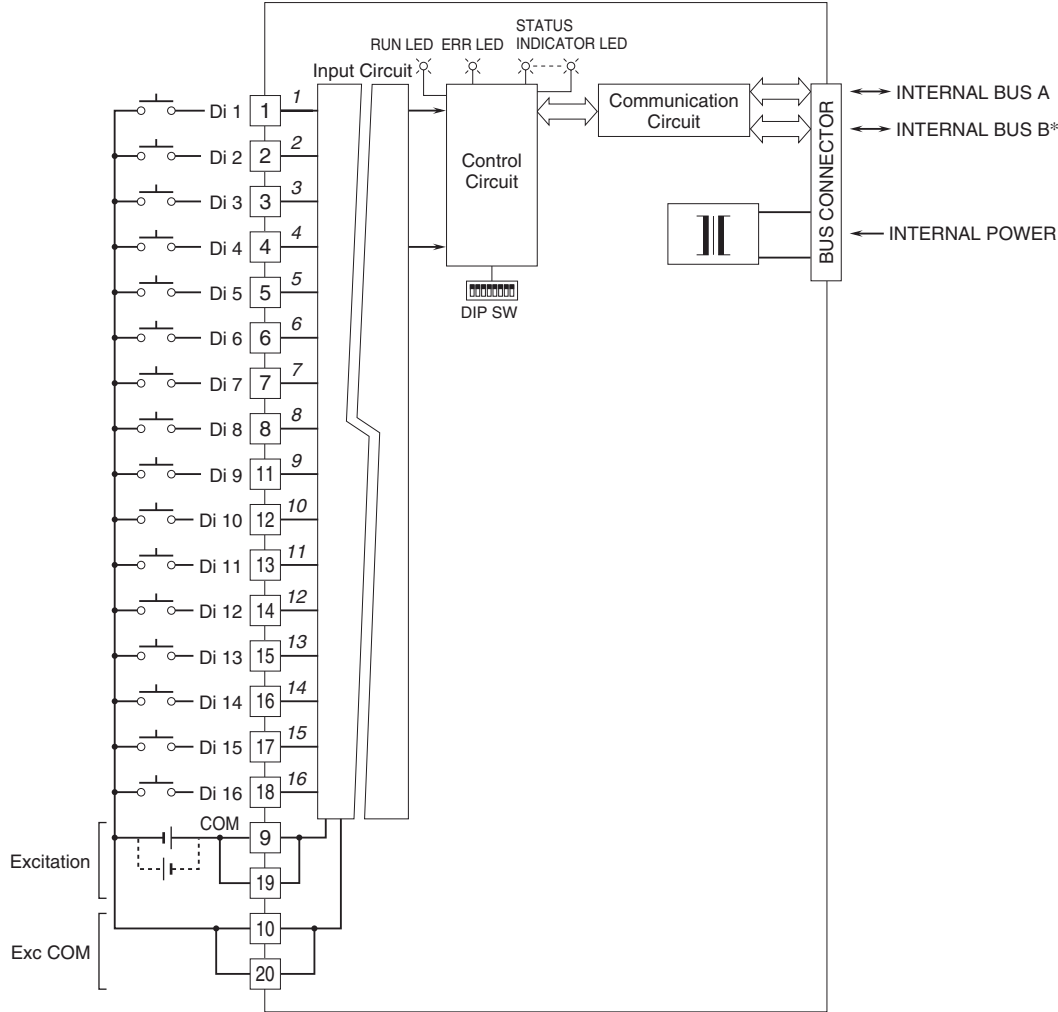 STATUS
RUN LED ERR LED INDICATOR LED
Input Circuit
Di 1 1 1
Di 2 2 2
Di 3 3 3
Di 4 4 4
Di 5 5 5
Di 6 6 6
Di 7 7 7
Di 8 8 8
Di 9 11 9
Di 10 12 10
Di 11 13 11
Di 12 14 12
Di 13 15 13
Di 14 16 14
Di 15 17 15
Di 16 18 16
COM 9
Excitation
19
10
Exc COM
20
Control
Circuit
DIP SW
Communication
Circuit
BUS CONNECTOR
INTERNAL BUS A
INTERNAL BUS B*
INTERNAL POWER